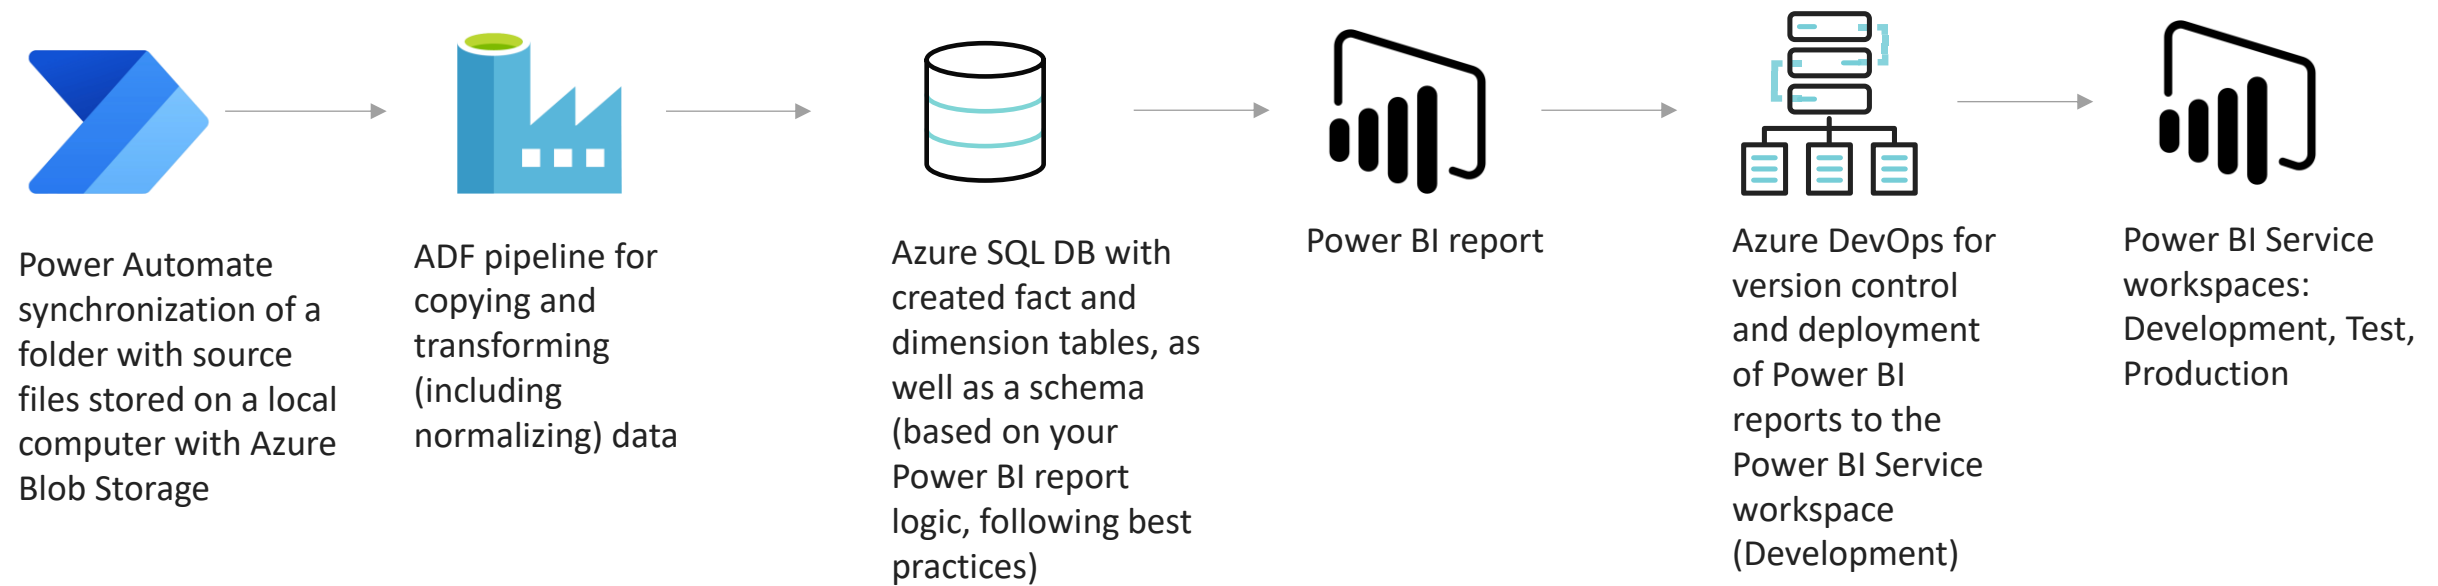 Power Automate
synchronization of a
folder with source
files stored on a local
computer with Azure
Blob Storage
ADF pipeline for
copying and
transforming
(including
normalizing) data
Azure SQL DB with
created fact and
dimension tables, as
well as a schema
(based on your
Power BI report
logic, following best
practices)
Power BI report
Azure DevOps for
version control
and deployment
of Power BI
reports to the
Power BI Service
workspace
(Development)
Power BI Service
workspaces:
Development, Test,
Production